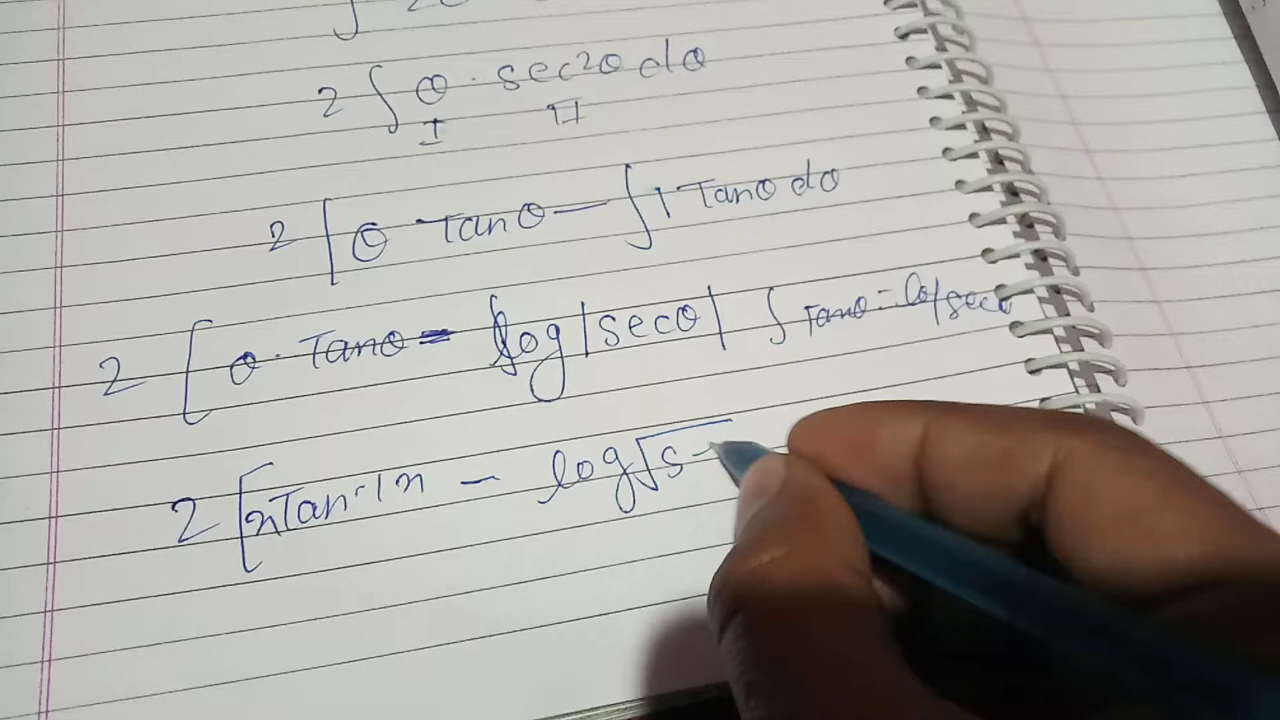 ∫ 2θ
2 ∫ θ · sec2θ dθ
I II
2 [ θ Tanθ — ∫ 1 Tanθ dθ
2 [ θ · Tanθ - log|secθ| ∫ Tanθ = log|secθ
2 [xTan-1x - log√s